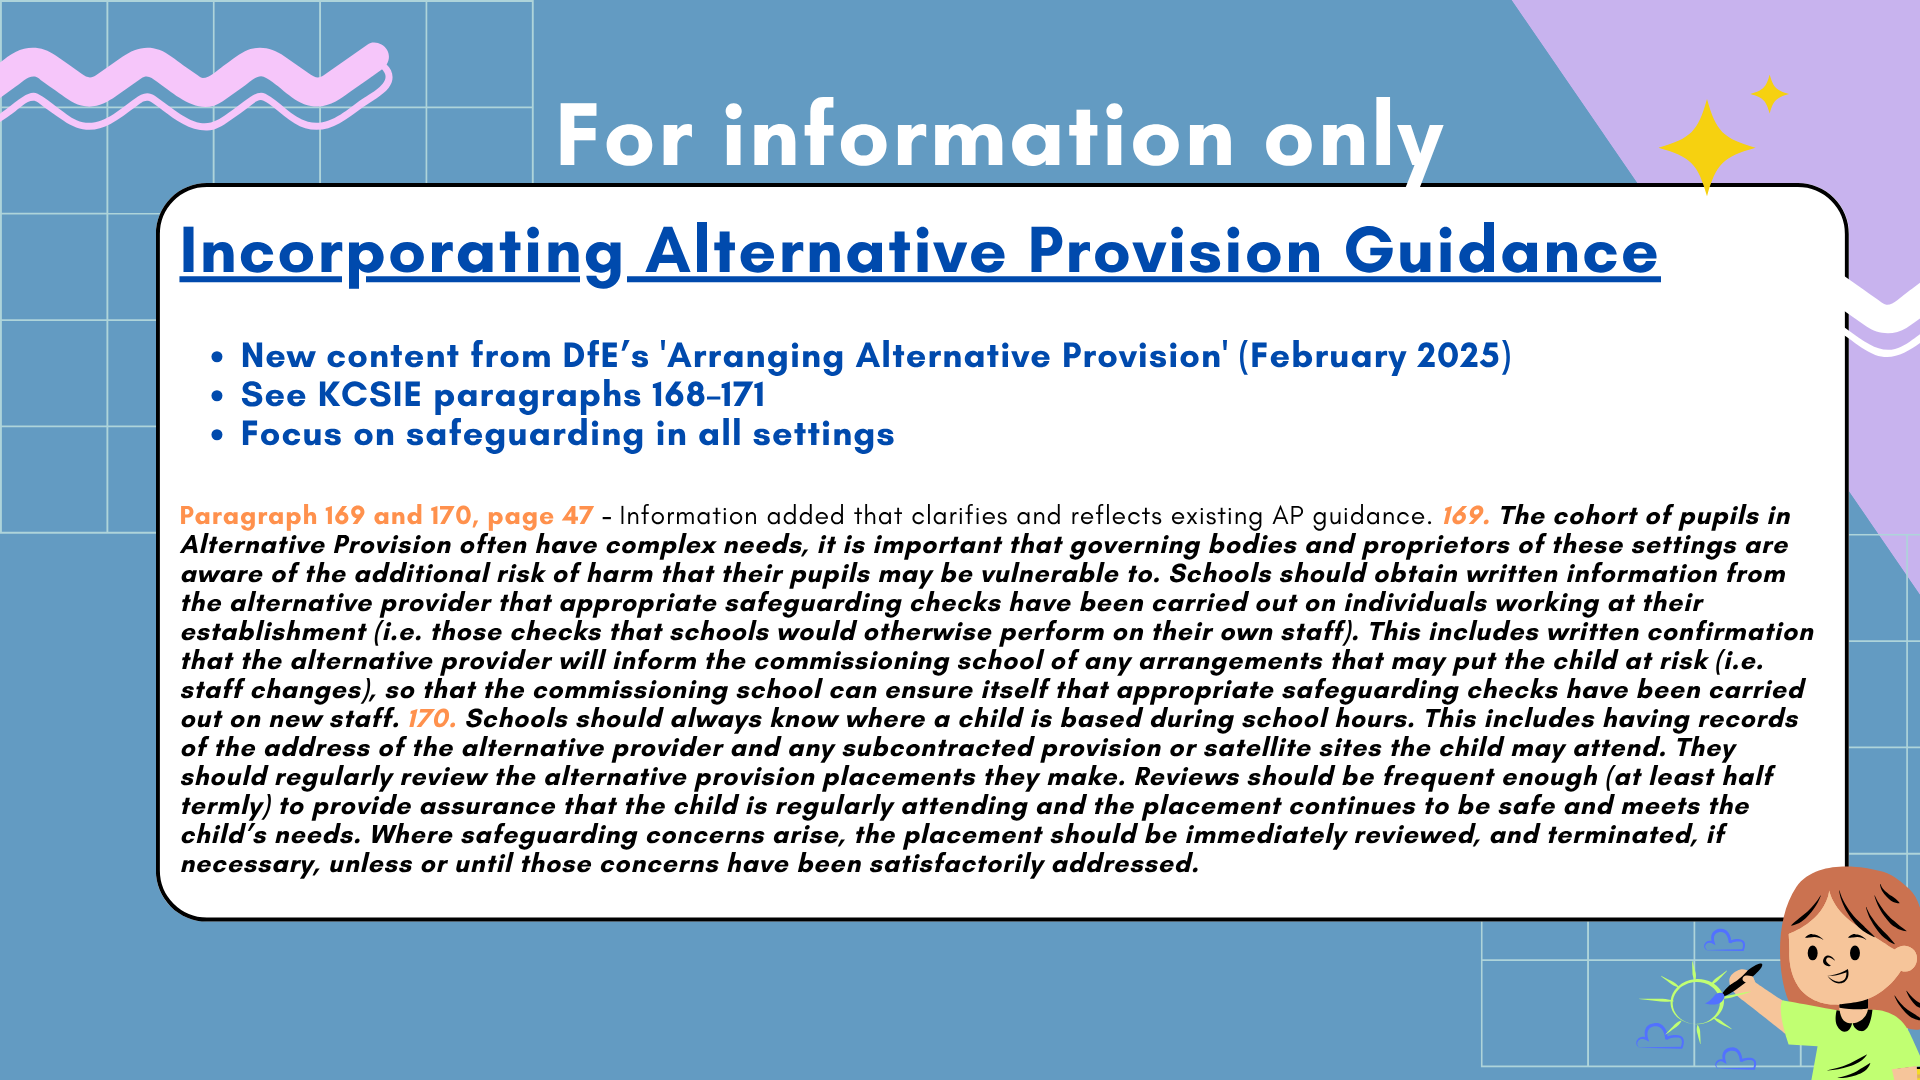 For information only
Incorporating Alternative Provision Guidance
• New content from DfE’s 'Arranging Alternative Provision' (February 2025)
• See KCSIE paragraphs 168–171
• Focus on safeguarding in all settings
Paragraph 169 and 170, page 47 - Information added that clarifies and reflects existing AP guidance. 169. The cohort of pupils in
Alternative Provision often have complex needs, it is important that governing bodies and proprietors of these settings are
aware of the additional risk of harm that their pupils may be vulnerable to. Schools should obtain written information from
the alternative provider that appropriate safeguarding checks have been carried out on individuals working at their
establishment (i.e. those checks that schools would otherwise perform on their own staff). This includes written confirmation
that the alternative provider will inform the commissioning school of any arrangements that may put the child at risk (i.e.
staff changes), so that the commissioning school can ensure itself that appropriate safeguarding checks have been carried
out on new staff. 170. Schools should always know where a child is based during school hours. This includes having records
of the address of the alternative provider and any subcontracted provision or satellite sites the child may attend. They
should regularly review the alternative provision placements they make. Reviews should be frequent enough (at least half
termly) to provide assurance that the child is regularly attending and the placement continues to be safe and meets the
child’s needs. Where safeguarding concerns arise, the placement should be immediately reviewed, and terminated, if
necessary, unless or until those concerns have been satisfactorily addressed.